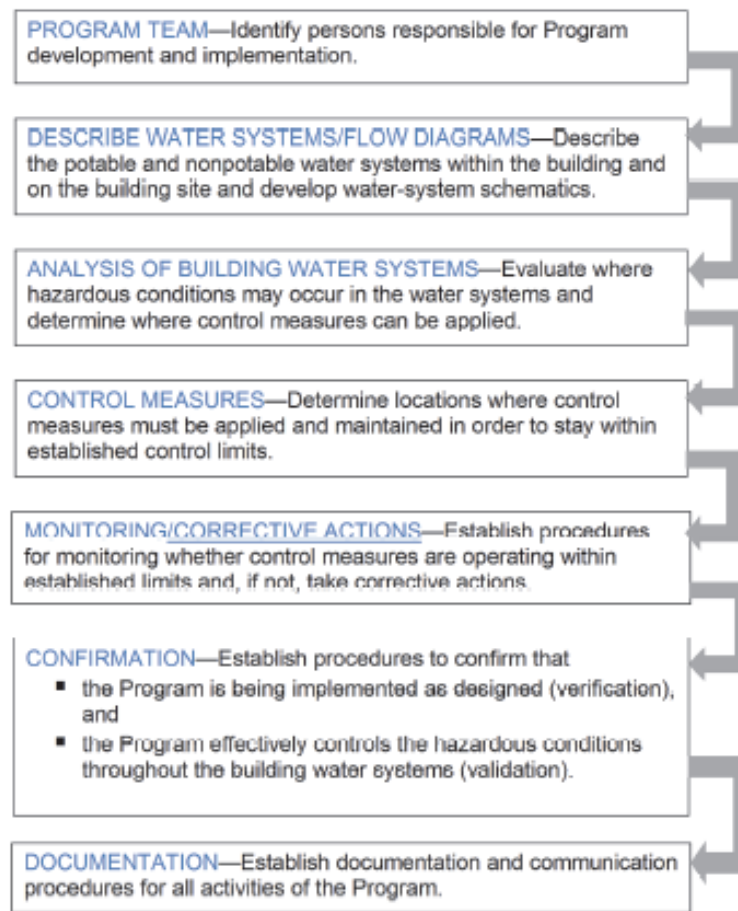 PROGRAM TEAM—Identify persons responsible for Program
development and implementation.
DESCRIBE WATER SYSTEMS/FLOW DIAGRAMS—Describe
the potable and nonpotable water systems within the building and
on the building site and develop water-system schematics.
ANALYSIS OF BUILDING WATER SYSTEMS—Evaluate where
hazardous conditions may occur in the water systems and
determine where control measures can be applied.
CONTROL MEASURES—Determine locations where control
measures must be applied and maintained in order to stay within
established control limits.
MONITORING/CORRECTIVE ACTIONS—Establish procedures
for monitoring whether control measures are operating within
established limits and, if not, take corrective actions.
CONFIRMATION—Establish procedures to confirm that
▪ the Program is being implemented as designed (verification),
and
▪ the Program effectively controls the hazardous conditions
throughout the building water systems (validation).
DOCUMENTATION—Establish documentation and communication
procedures for all activities of the Program.